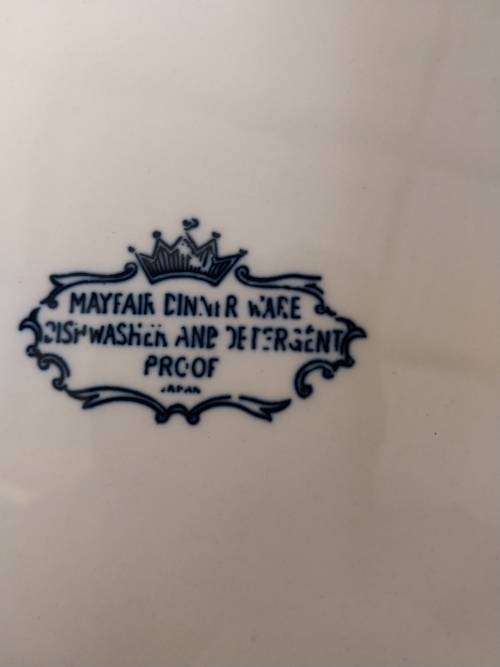 MAYFAIR DINNER WARE
DISHWASHER AND DETERGENT
PROOF
JAPAN